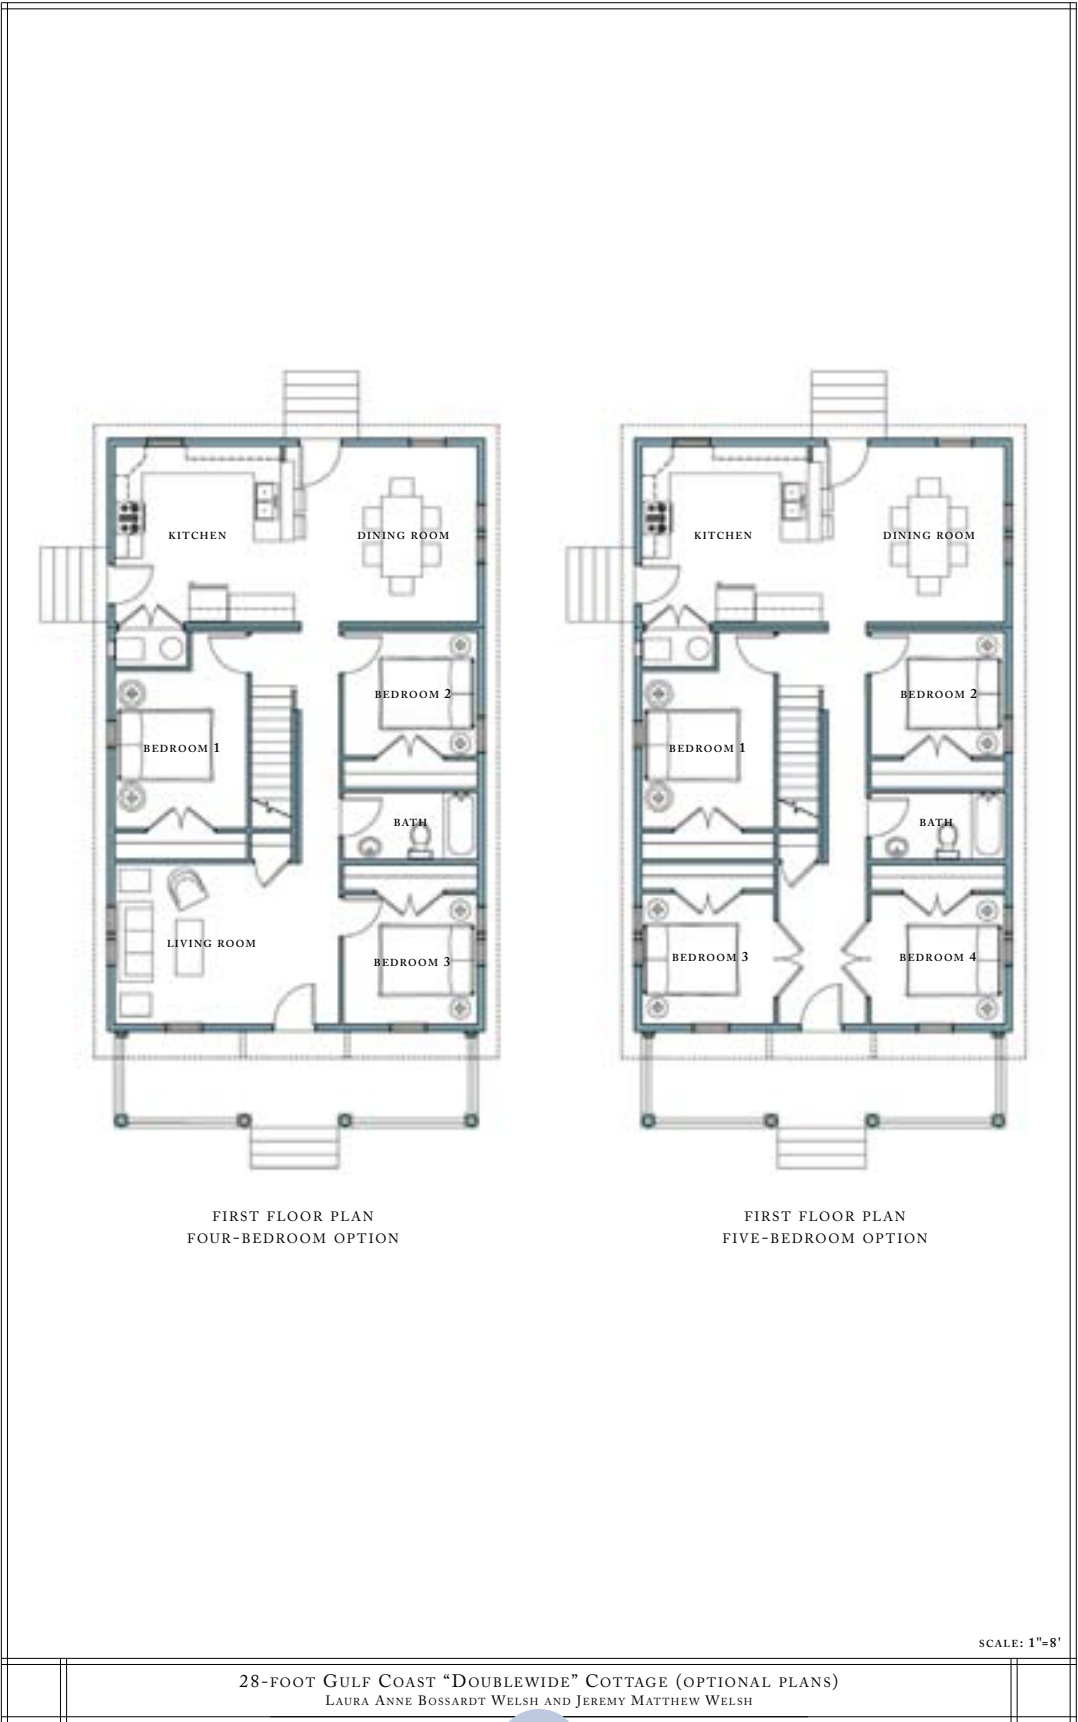 KITCHEN
DINING ROOM
BEDROOM 2
BEDROOM 1
BATH
LIVING ROOM
BEDROOM 3
FIRST FLOOR PLAN
FOUR-BEDROOM OPTION
KITCHEN
DINING ROOM
BEDROOM 2
BEDROOM 1
BATH
BEDROOM 3
BEDROOM 4
FIRST FLOOR PLAN
FIVE-BEDROOM OPTION
SCALE: 1"=8'
28-FOOT GULF COAST “DOUBLEWIDE” COTTAGE (OPTIONAL PLANS)
LAURA ANNE BOSSARDT WELSH AND JEREMY MATTHEW WELSH